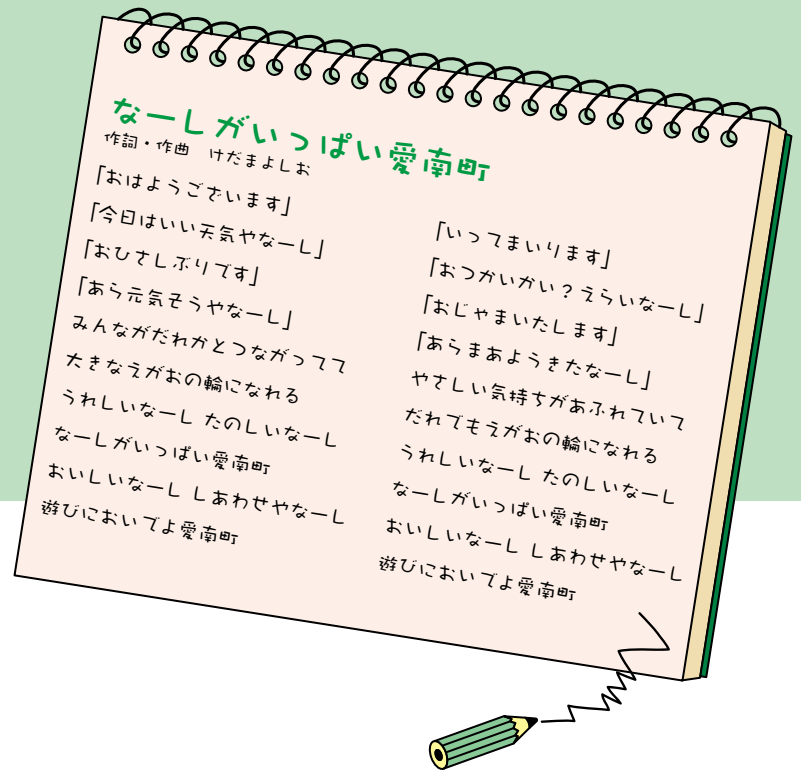 なーしがいっぱい愛南町
作詞・作曲　けだまよしお
「おはようございます」
「今日はいい天気やなーし」
「おひさしぶりです」
「あら元気そうやなーし」
みんながだれかとつながってて
大きなえがおの輪になれる
うれしいなーし たのしいなーし
なーしがいっぱい愛南町
おいしいなーし しあわせやなーし
遊びにおいでよ愛南町
「いってまいります」
「おつかいかい？えらいなーし」
「おじゃまいたします」
「あらまあようきたなーし」
やさしい気持ちがあふれていて
だれでもえがおの輪になれる
うれしいなーし たのしいなーし
なーしがいっぱい愛南町
おいしいなーし しあわせやなーし
遊びにおいでよ愛南町